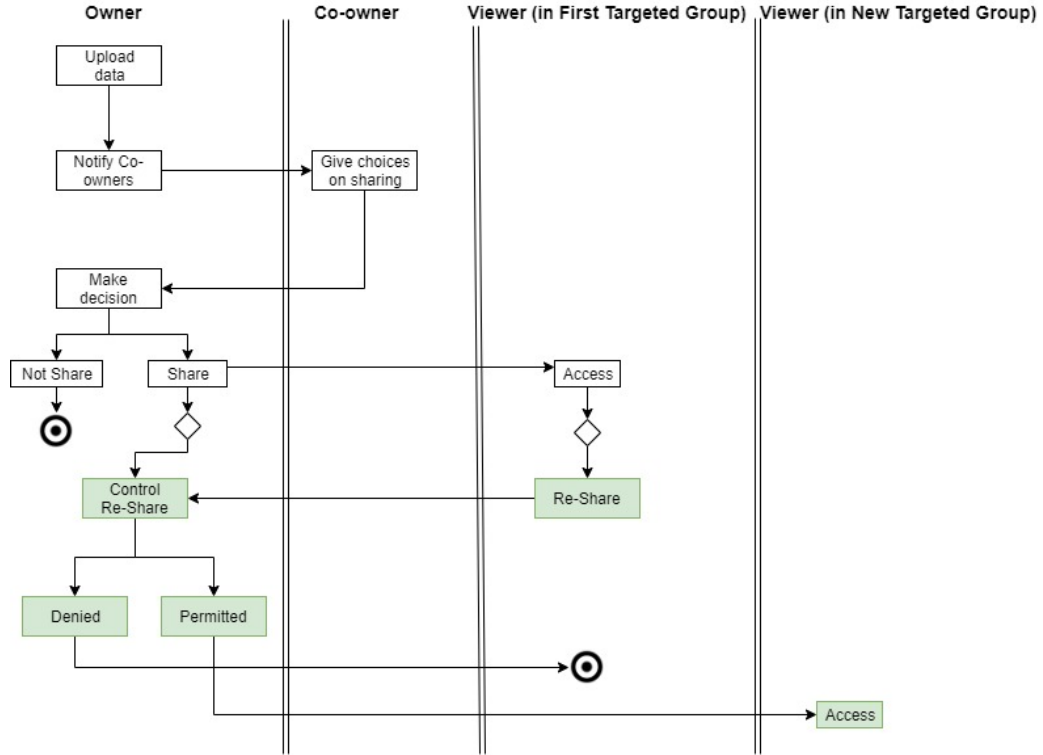 Owner
Co-owner
Viewer (in First Targeted Group)
Viewer (in New Targeted Group)
Upload
data
Notify Co-
owners
Give choices
on sharing
Make
decision
Not Share
Share
Access
Control
Re-Share
Re-Share
Denied
Permitted
Access